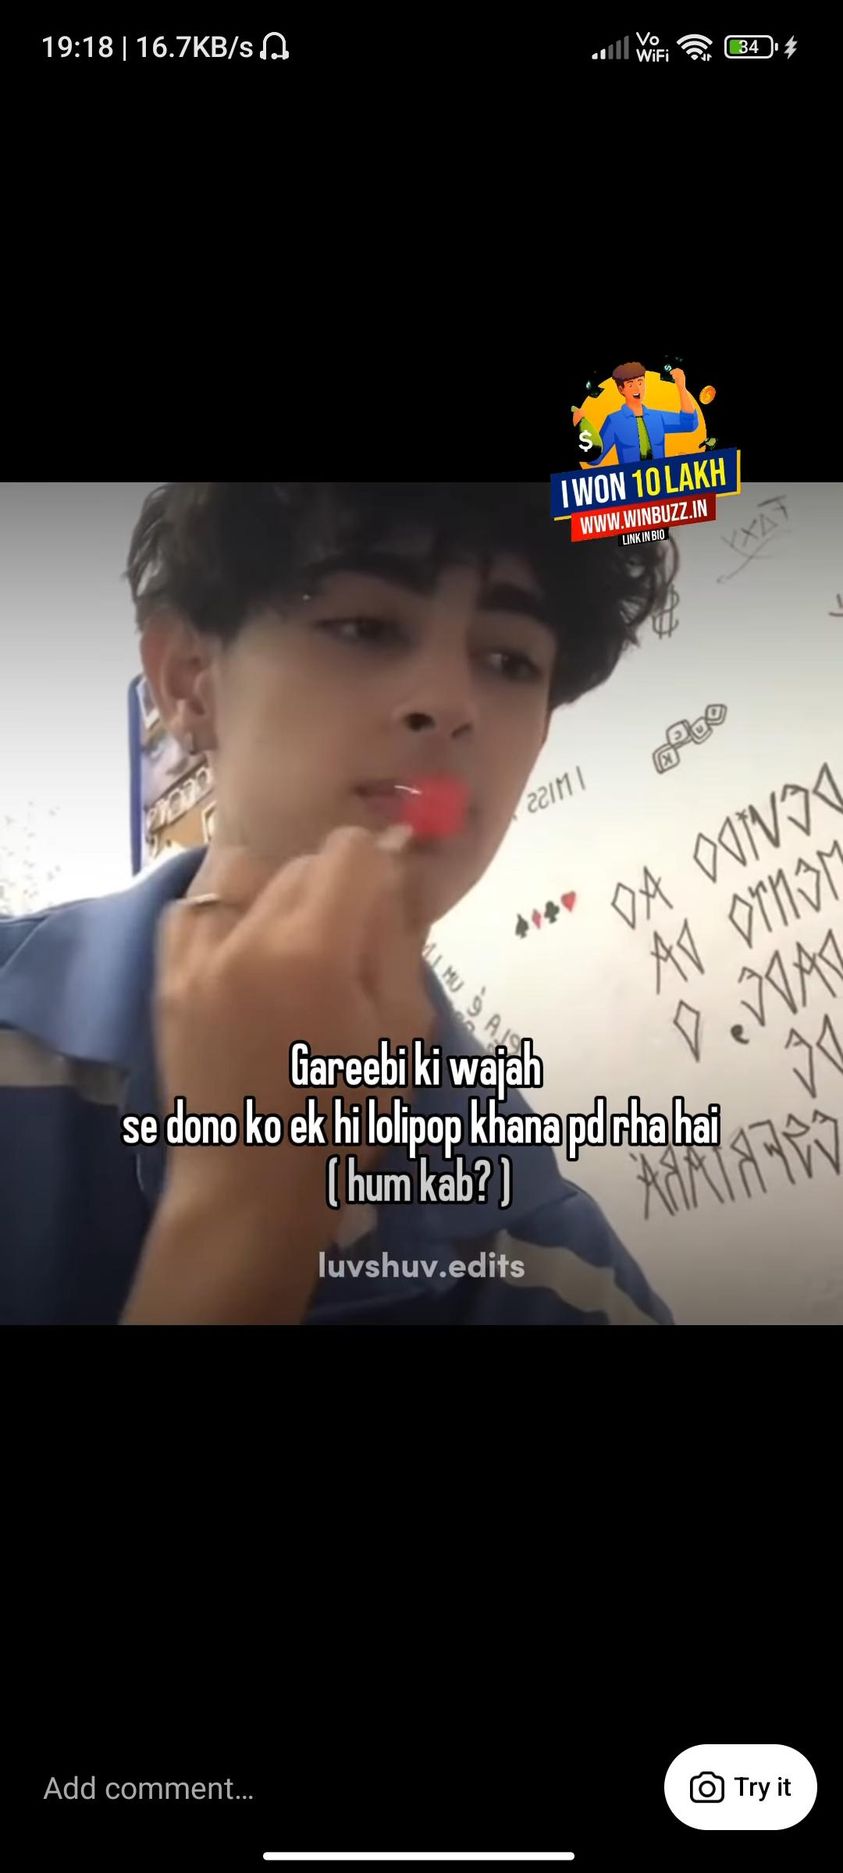 19:18 | 16.7KB/s
Vo
WiFi
34
$
I WON 10 LAKH
WWW.WINBUZZ.IN
LINK IN BIO
I MISS
Gareebi ki wajah
se dono ko ek hi lolipop khana pd rha hai
( hum kab? )
luvshuv.edits
Add comment...
Try it